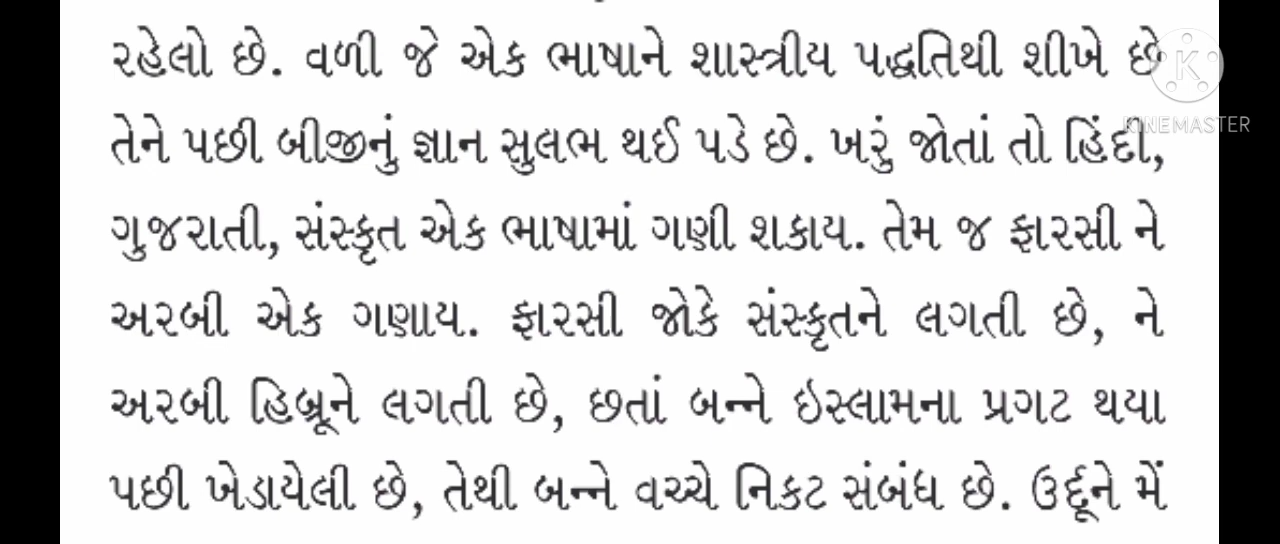 રહેલો છે. વળી જે એક ભાષાને શાસ્ત્રીય પદ્ધતિથી શીખે છે
તેને પછી બીજીનું જ્ઞાન સુલભ થઈ પડે છે. ખરું જોતાં તો હિંદી,
ગુજરાતી, સંસ્કૃત એક ભાષામાં ગણી શકાય. તેમ જ ફારસી ને
અરબી એક ગણાય. ફારસી જોકે સંસ્કૃતને લગતી છે, ને
અરબી હિબ્રૂને લગતી છે, છતાં બન્ને ઇસ્લામના પ્રગટ થયા
પછી ખેડાયેલી છે, તેથી બન્ને વચ્ચે નિકટ સંબંધ છે. ઉર્દૂને મેં
K
KINEMASTER